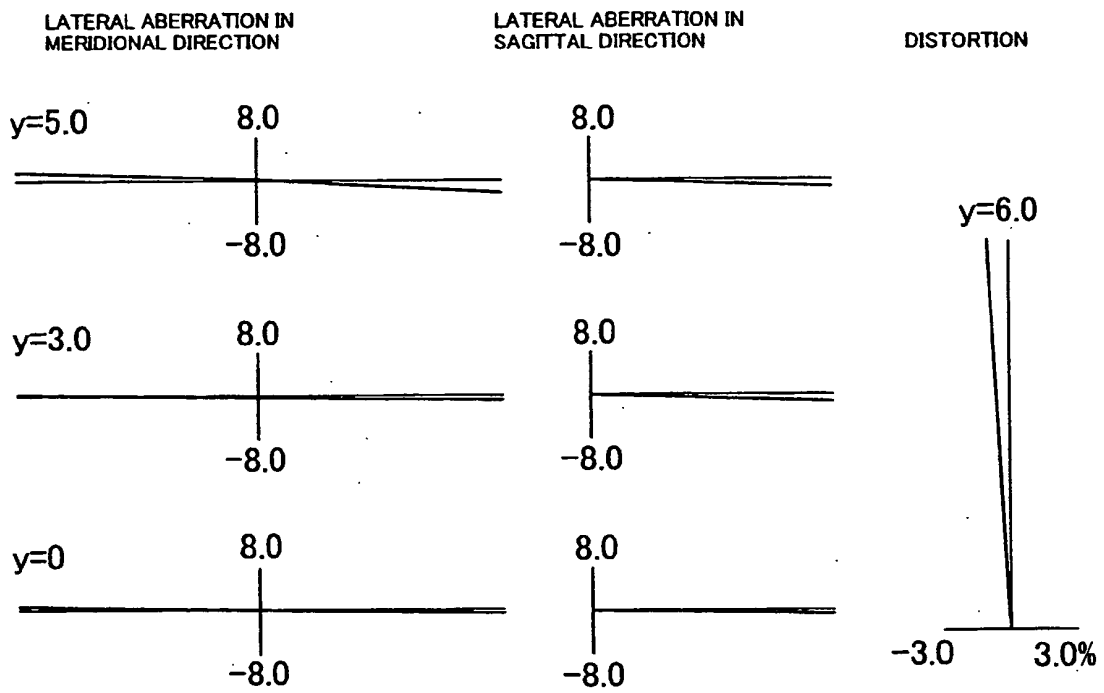 LATERAL ABERRATION IN
MERIDIONAL DIRECTION
LATERAL ABERRATION IN
SAGITTAL DIRECTION
DISTORTION
y=5.0
8.0
−8.0
8.0
−8.0
y=6.0
y=3.0
8.0
−8.0
8.0
−8.0
y=0
8.0
−8.0
8.0
−8.0
−3.0
3.0%